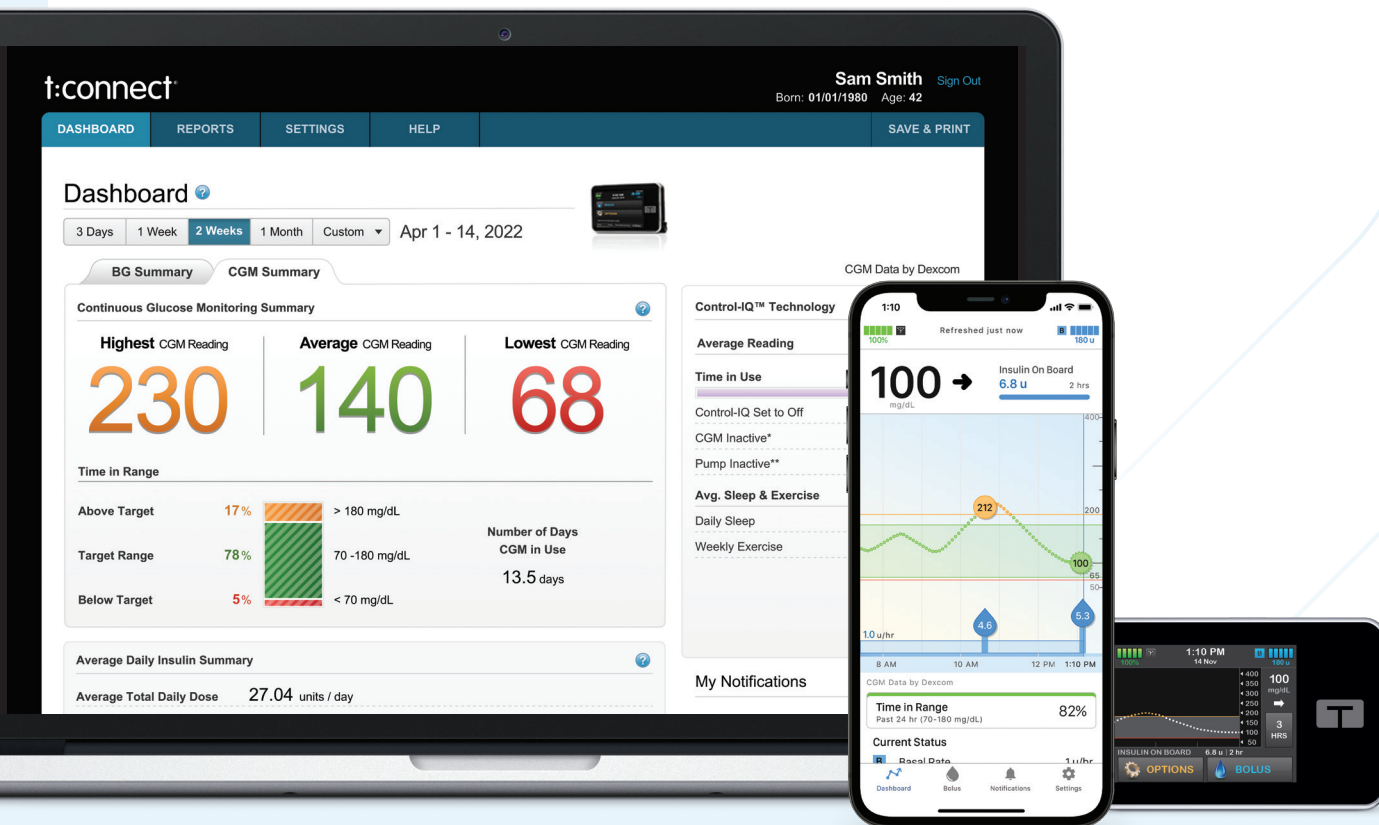 t:connect
Sam Smith Sign Out
Born: 01/01/1980 Age: 42
DASHBOARD REPORTS SETTINGS HELP SAVE & PRINT
Dashboard ?
3 Days 1 Week 2 Weeks 1 Month Custom Apr 1 - 14, 2022
BG Summary CGM Summary
CGM Data by Dexcom
Continuous Glucose Monitoring Summary ?
Highest CGM Reading Average CGM Reading Lowest CGM Reading
230 140 68
Time in Range
Above Target 17% > 180 mg/dL
Target Range 78% 70 -180 mg/dL
Below Target 5% < 70 mg/dL
Number of Days
CGM in Use
13.5 days
Average Daily Insulin Summary ?
Average Total Daily Dose 27.04 units / day
Control-IQ™ Technology
Average Reading
Time in Use
Control-IQ Set to Off
CGM Inactive*
Pump Inactive**
Avg. Sleep & Exercise
Daily Sleep
Weekly Exercise
My Notifications
1:10
100% Refreshed just now B 180 u
100 mg/dL
Insulin On Board
6.8 u 2 hrs
400
212
200
100
65
50
5.3
4.6
1.0 u/hr
8 AM 10 AM 12 PM 1:10 PM
CGM Data by Dexcom
Time in Range
Past 24 hr (70-180 mg/dL) 82%
Current Status
B Basal Rate 1 u/hr
Dashboard Bolus Notifications Settings
1:10 PM
14 Nov
100% B 180 u
400
350
300
250
200
150
100
50
100
mg/dL
3
HRS
INSULIN ON BOARD 6.8 u | 2 hr
OPTIONS BOLUS